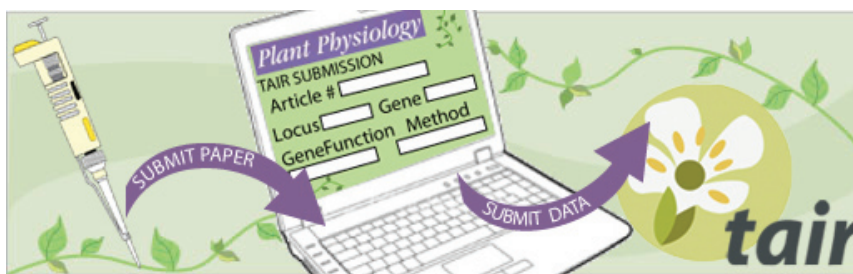 Plant Physiology
TAIR SUBMISSION
Article #
Locus Gene
GeneFunction Method
SUBMIT PAPER
SUBMIT DATA
tair